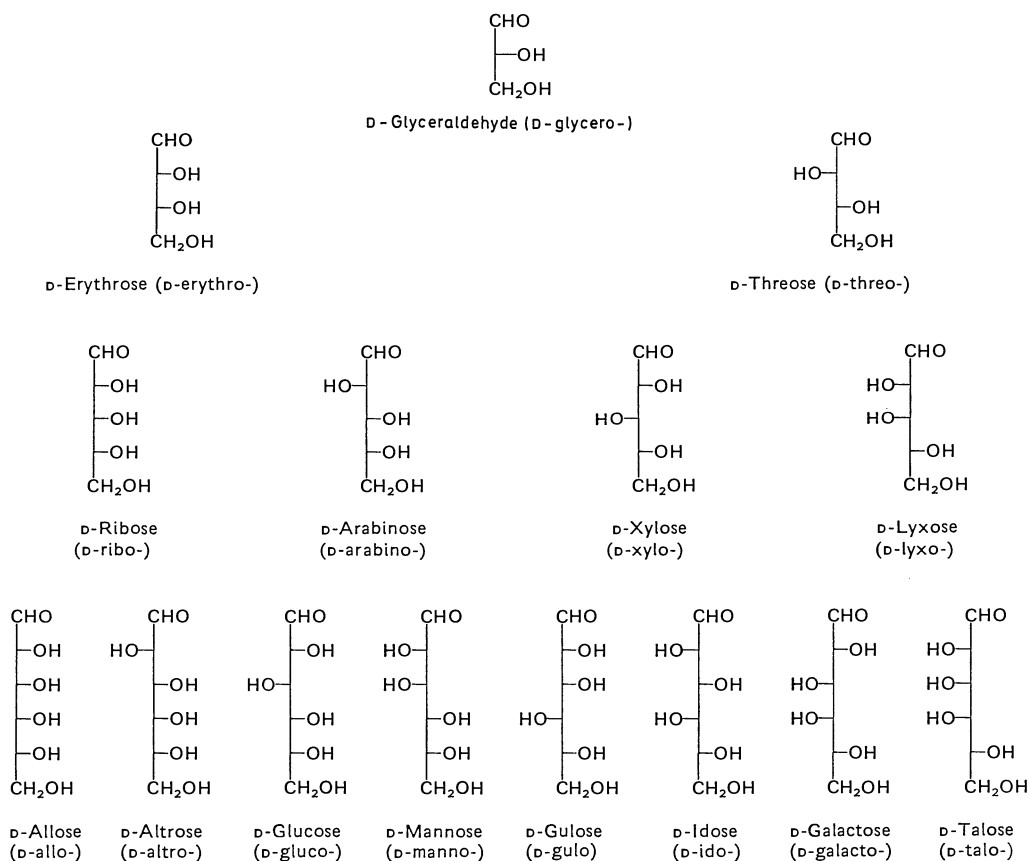 CHO
OH
CH₂OH
D-Glyceraldehyde (D-glycero-)
CHO
OH
OH
CH₂OH
D-Erythrose (D-erythro-)
CHO
HO
OH
CH₂OH
D-Threose (D-threo-)
CHO
OH
OH
OH
CH₂OH
D-Ribose
(D-ribo-)
CHO
HO
OH
OH
CH₂OH
D-Arabinose
(D-arabino-)
CHO
OH
HO
OH
CH₂OH
D-Xylose
(D-xylo-)
CHO
HO
HO
OH
CH₂OH
D-Lyxose
(D-lyxo-)
CHO
OH
OH
OH
OH
CH₂OH
D-Allose
(D-allo-)
CHO
HO
OH
OH
OH
CH₂OH
D-Altrose
(D-altro-)
CHO
OH
HO
OH
OH
CH₂OH
D-Glucose
(D-gluco-)
CHO
HO
HO
OH
OH
CH₂OH
D-Mannose
(D-manno-)
CHO
OH
OH
HO
OH
CH₂OH
D-Gulose
(D-gulo)
CHO
HO
OH
HO
OH
CH₂OH
D-Idose
(D-ido-)
CHO
OH
HO
HO
OH
CH₂OH
D-Galactose
(D-galacto-)
CHO
HO
HO
HO
OH
CH₂OH
D-Talose
(D-talo-)